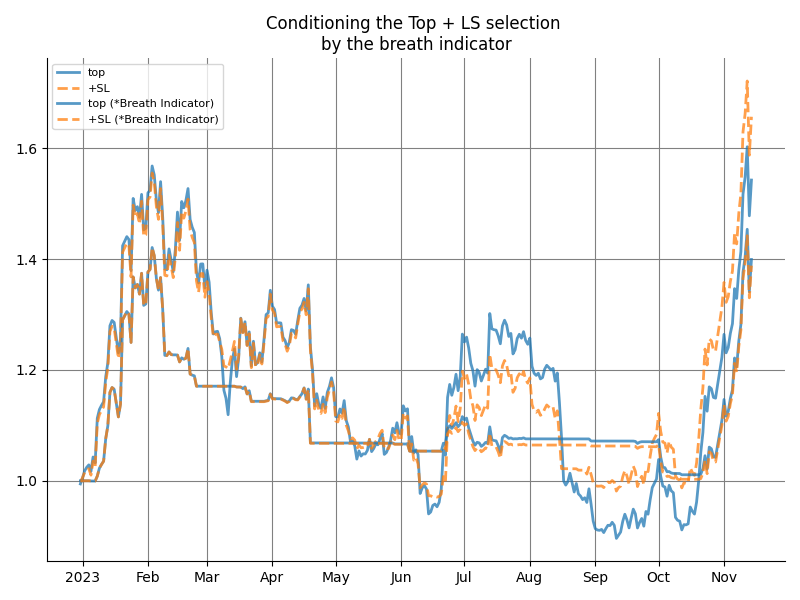 Conditioning the Top + LS selection
by the breath indicator
top
+SL
top (*Breath Indicator)
+SL (*Breath Indicator)
1.6
1.4
1.2
1.0
2023 Feb Mar Apr May Jun Jul Aug Sep Oct Nov